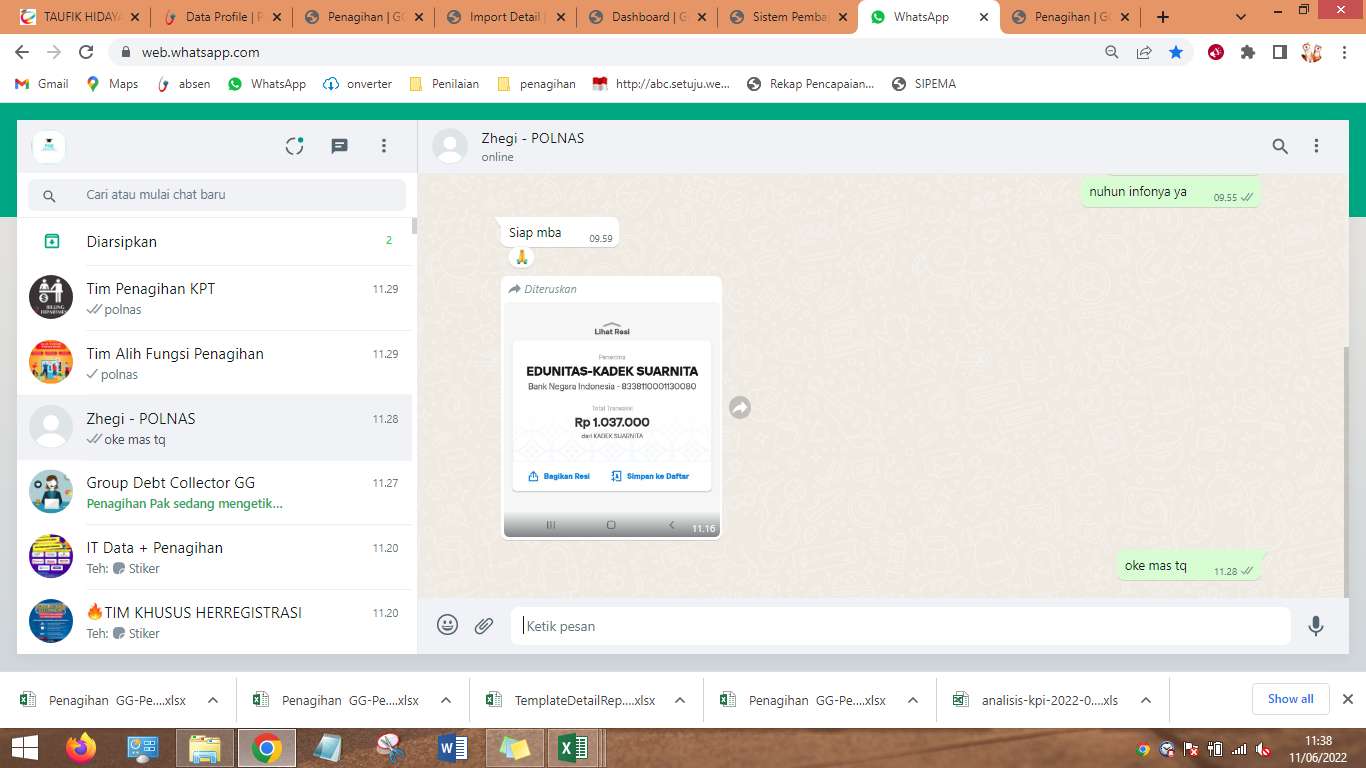 TAUFIK HIDAYA
Data Profile | P
Penagihan | GG
Import Detail |
Dashboard | G
Sistem Pemba
WhatsApp
Penagihan | GG
web.whatsapp.com
Gmail
Maps
absen
WhatsApp
onverter
Penilaian
penagihan
http://abc.setuju.we...
Rekap Pencapaian...
SIPEMA
Zhegi - POLNAS
online
Cari atau mulai chat baru
Diarsipkan
2
Tim Penagihan KPT
11.29
polnas
Tim Alih Fungsi Penagihan
11.29
polnas
Zhegi - POLNAS
11.28
oke mas tq
Group Debt Collector GG
11.27
Penagihan Pak sedang mengetik...
IT Data + Penagihan
11.20
Teh: Stiker
🔥TIM KHUSUS HERREGISTRASI
11.20
Teh: Stiker
nuhun infonya ya
09.55
Siap mba
09.59
🙏
Diteruskan
Lihat Resi
Penerima
EDUNITAS-KADEK SUARNITA
Bank Negara Indonesia - 8338110001130080
Total Transaksi
Rp 1.037.000
dari KADEK SUARNITA
Bagikan Resi
Simpan ke Daftar
11.16
oke mas tq
11.28
Ketik pesan
Penagihan GG-Pe....xlsx
Penagihan GG-Pe....xlsx
TemplateDetailRep....xlsx
Penagihan GG-Pe....xlsx
analisis-kpi-2022-0....xls
Show all
11:38
11/06/2022